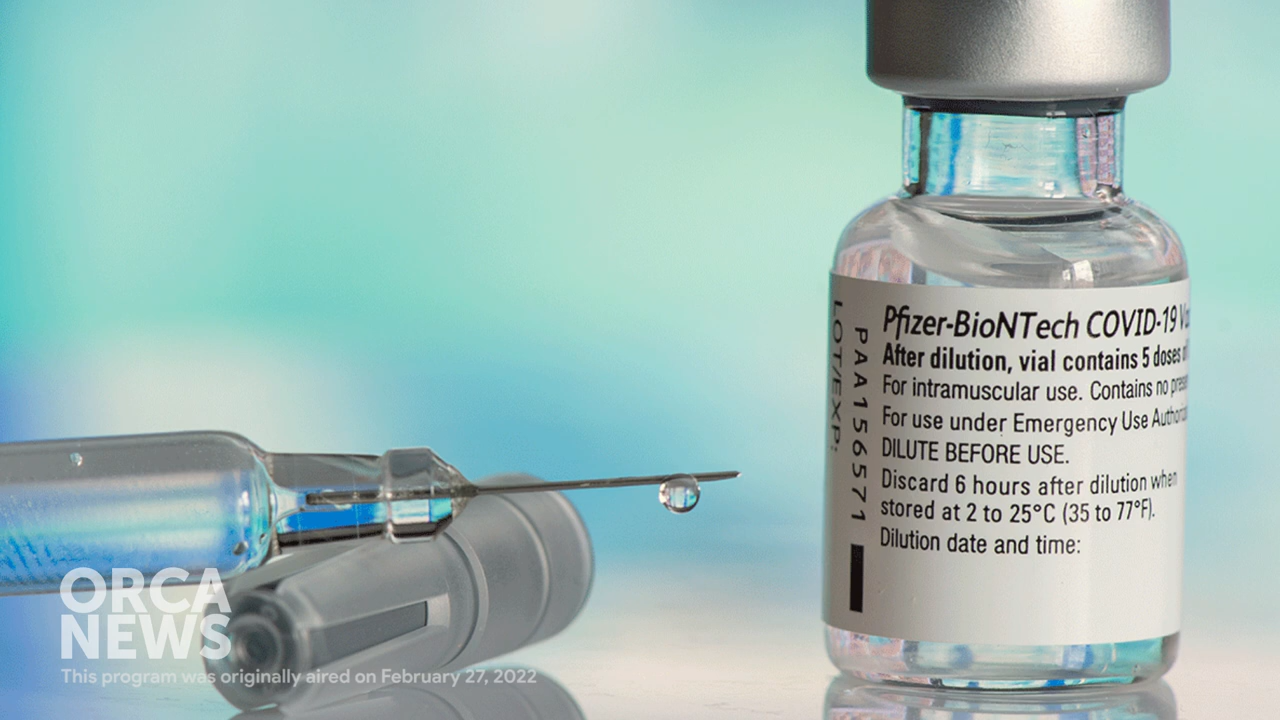 Pfizer-BioNTech COVID-19
After dilution, vial contains 5 doses
For intramuscular use. Contains no
For use under Emergency Use
DILUTE BEFORE USE.
Discard 6 hours after dilution when
stored at 2 to 25°C (35 to 77°F).
Dilution date and time:
LOT/EXP:
PAA156571
ORCA
NEWS
This program was originally aired on February 27, 2022